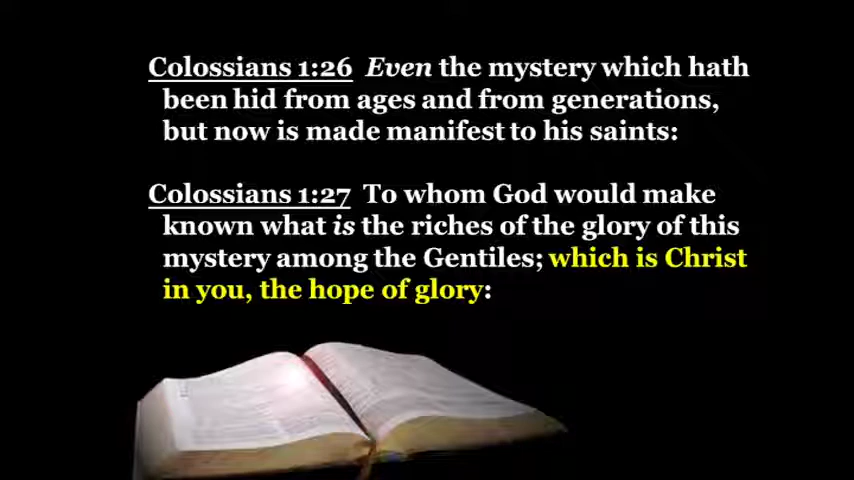 Colossians 1:26 Even the mystery which hath
been hid from ages and from generations,
but now is made manifest to his saints:
Colossians 1:27 To whom God would make
known what is the riches of the glory of this
mystery among the Gentiles; which is Christ
in you, the hope of glory: